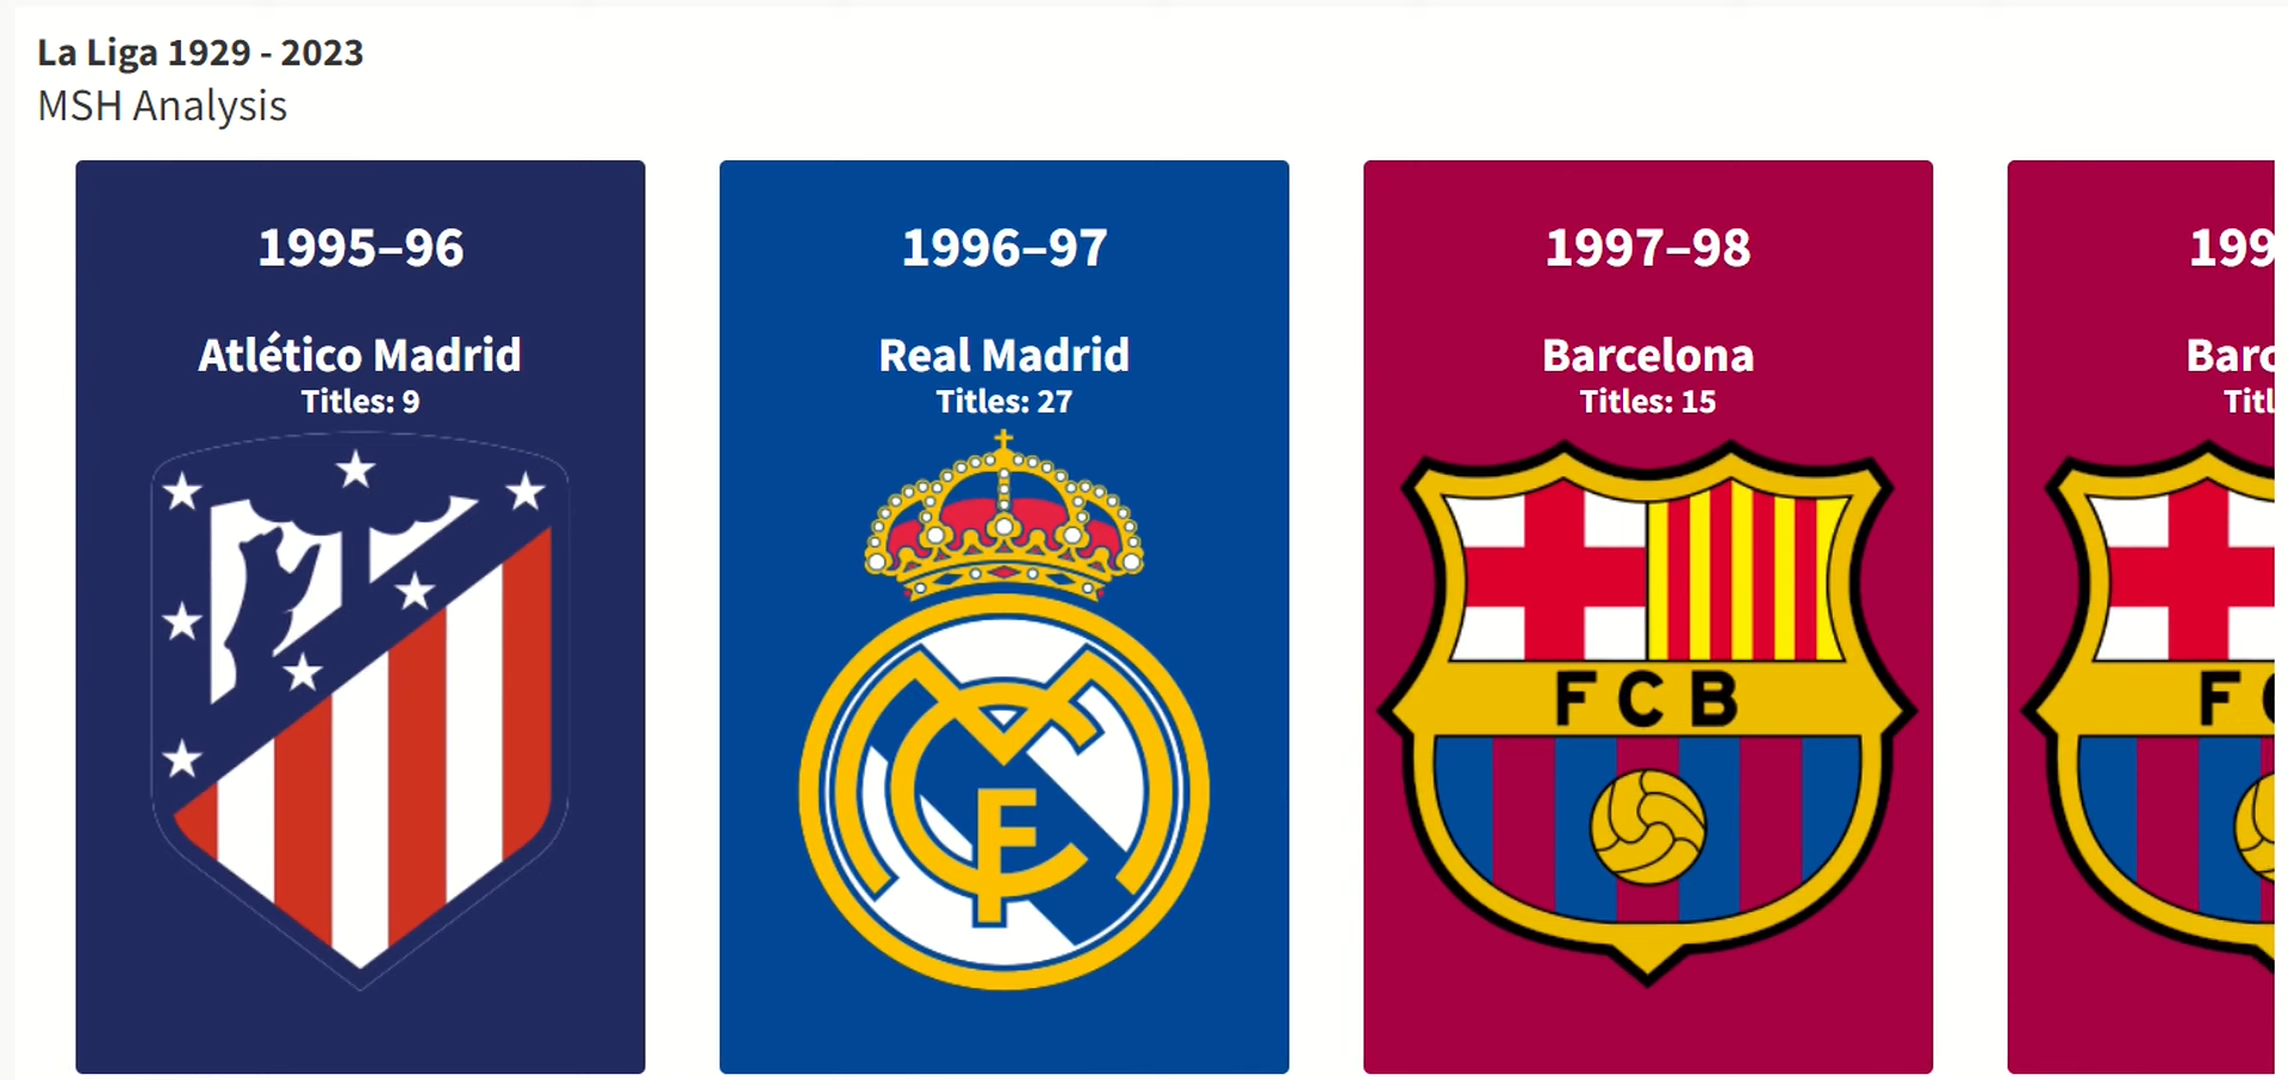 La Liga 1929 - 2023
MSH Analysis
1995–96
Atlético Madrid
Titles: 9
1996–97
Real Madrid
Titles: 27
1997–98
Barcelona
Titles: 15
FCB